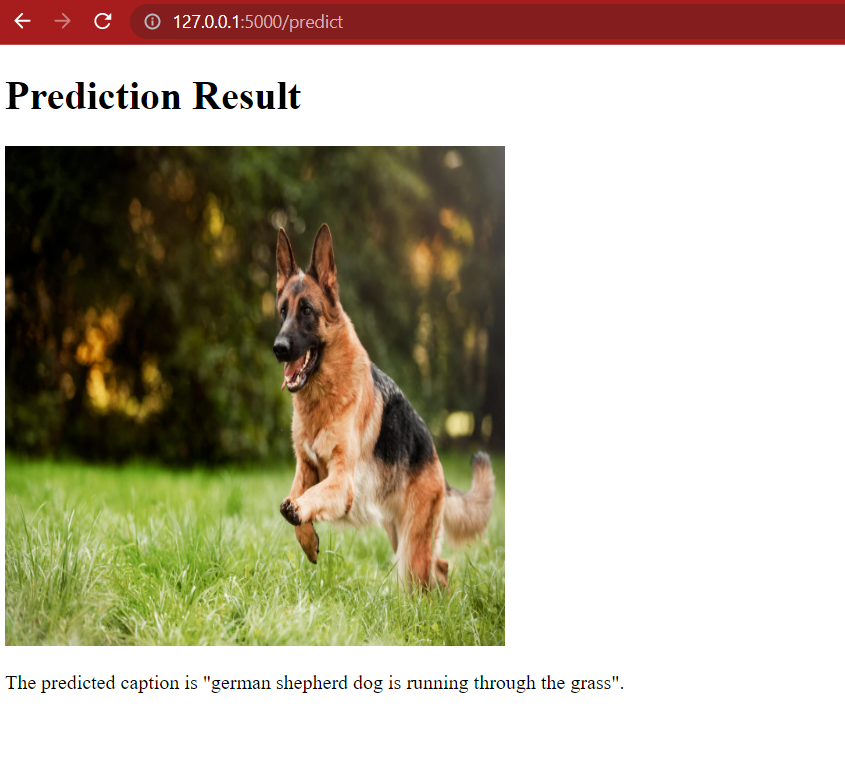 127.0.0.1:5000/predict
Prediction Result
The predicted caption is "german shepherd dog is running through the grass".